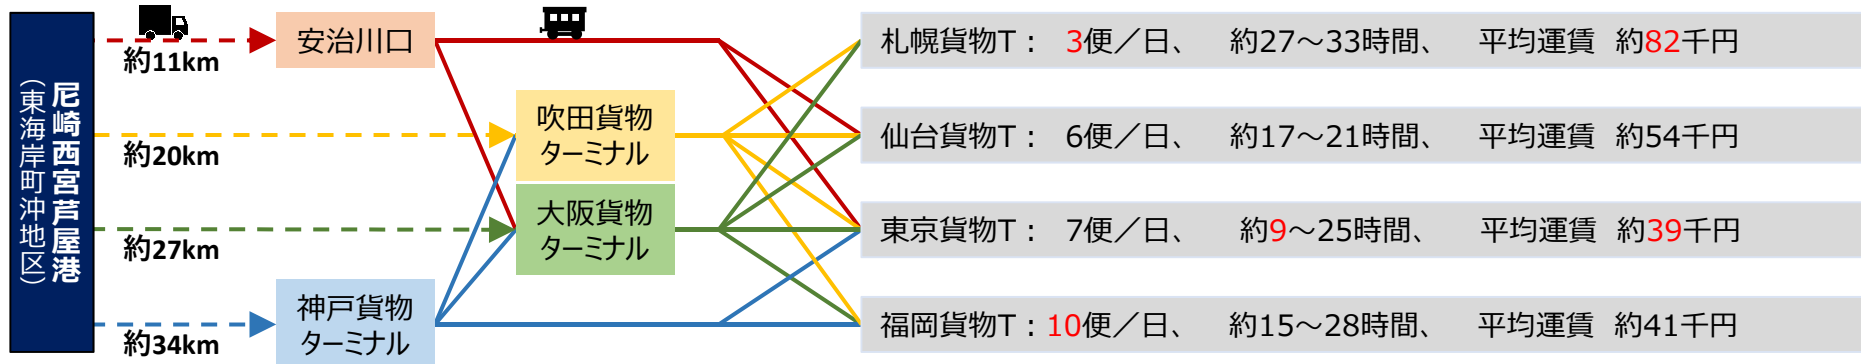 尼崎西宮芦屋港
（東海岸町沖地区）
約11km
約20km
約27km
約34km
安治川口
吹田貨物
ターミナル
大阪貨物
ターミナル
神戸貨物
ターミナル
札幌貨物T： 3便／日、 約27～33時間、 平均運賃 約82千円
仙台貨物T： 6便／日、 約17～21時間、 平均運賃 約54千円
東京貨物T： 7便／日、 約9～25時間、 平均運賃 約39千円
福岡貨物T：10便／日、 約15～28時間、 平均運賃 約41千円